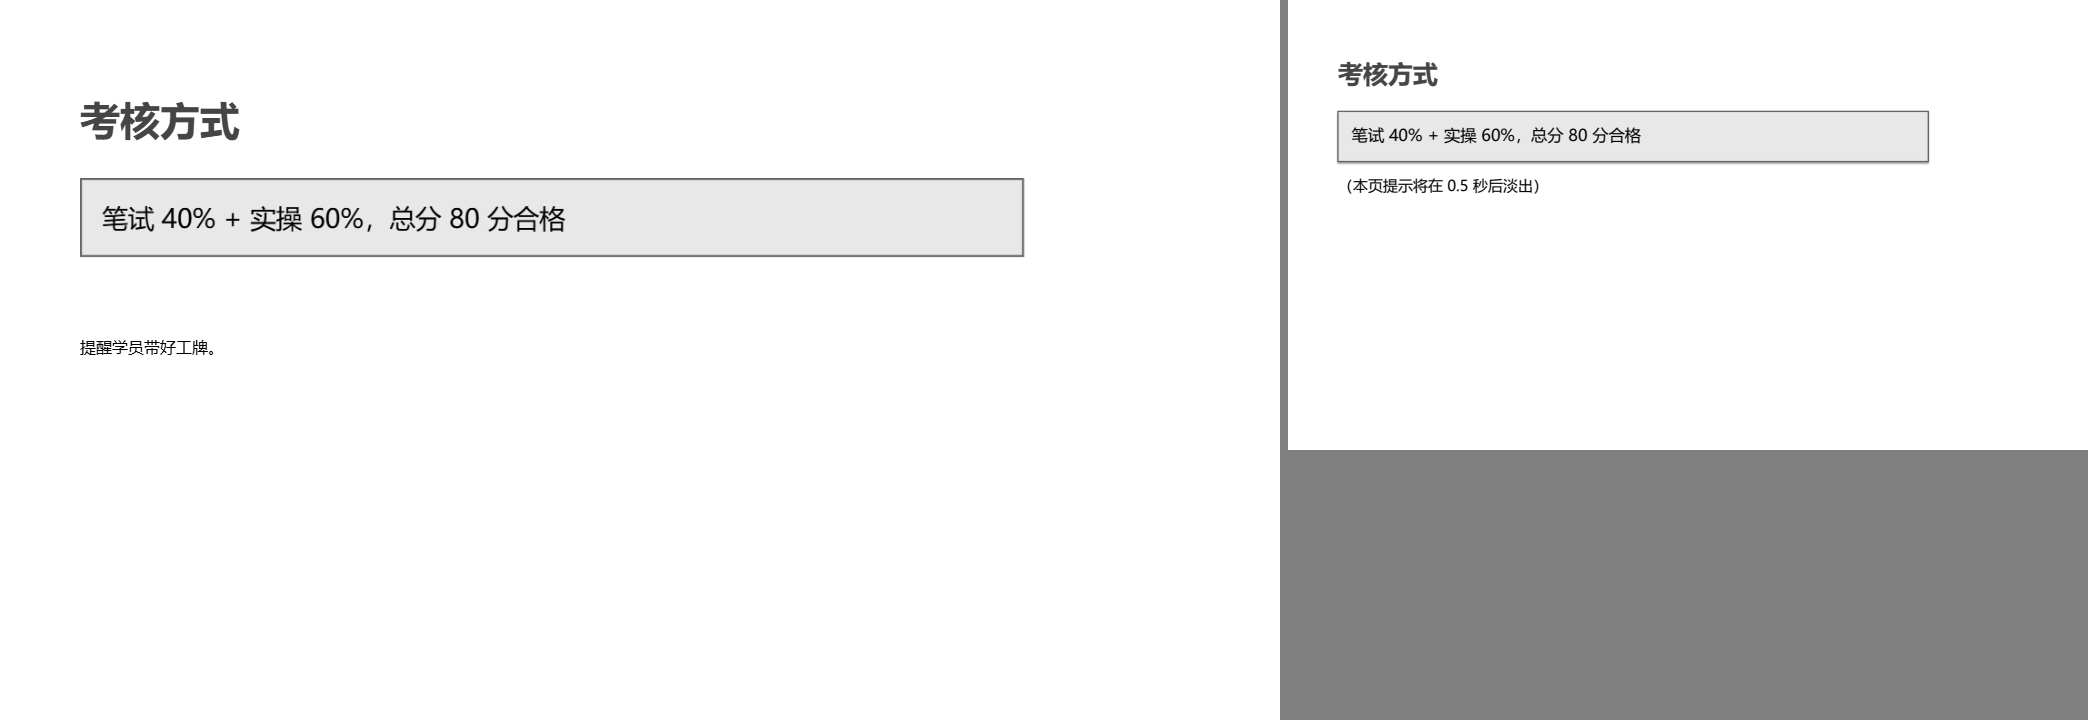 考核方式
笔试 40% + 实操 60%，总分 80 分合格
提醒学员带好工牌。
考核方式
笔试 40% + 实操 60%，总分 80 分合格
（本页提示将在 0.5 秒后淡出）